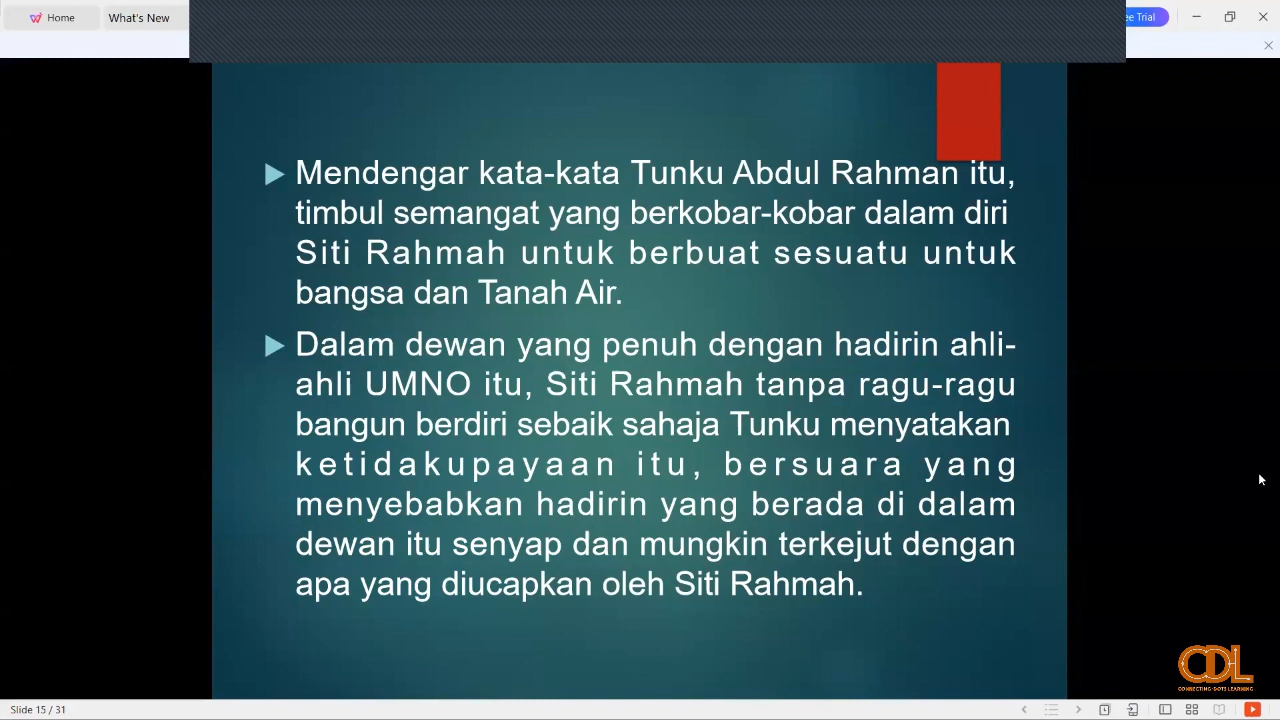 Home
What's New
ee Trial
Mendengar kata-kata Tunku Abdul Rahman itu,
timbul semangat yang berkobar-kobar dalam diri
Siti Rahmah untuk berbuat sesuatu untuk
bangsa dan Tanah Air.
Dalam dewan yang penuh dengan hadirin ahli-
ahli UMNO itu, Siti Rahmah tanpa ragu-ragu
bangun berdiri sebaik sahaja Tunku menyatakan
ketidakupayaan itu, bersuara yang
menyebabkan hadirin yang berada di dalam
dewan itu senyap dan mungkin terkejut dengan
apa yang diucapkan oleh Siti Rahmah.
CDL
CONNECTING DOTS LEARNING
Slide 15 / 31